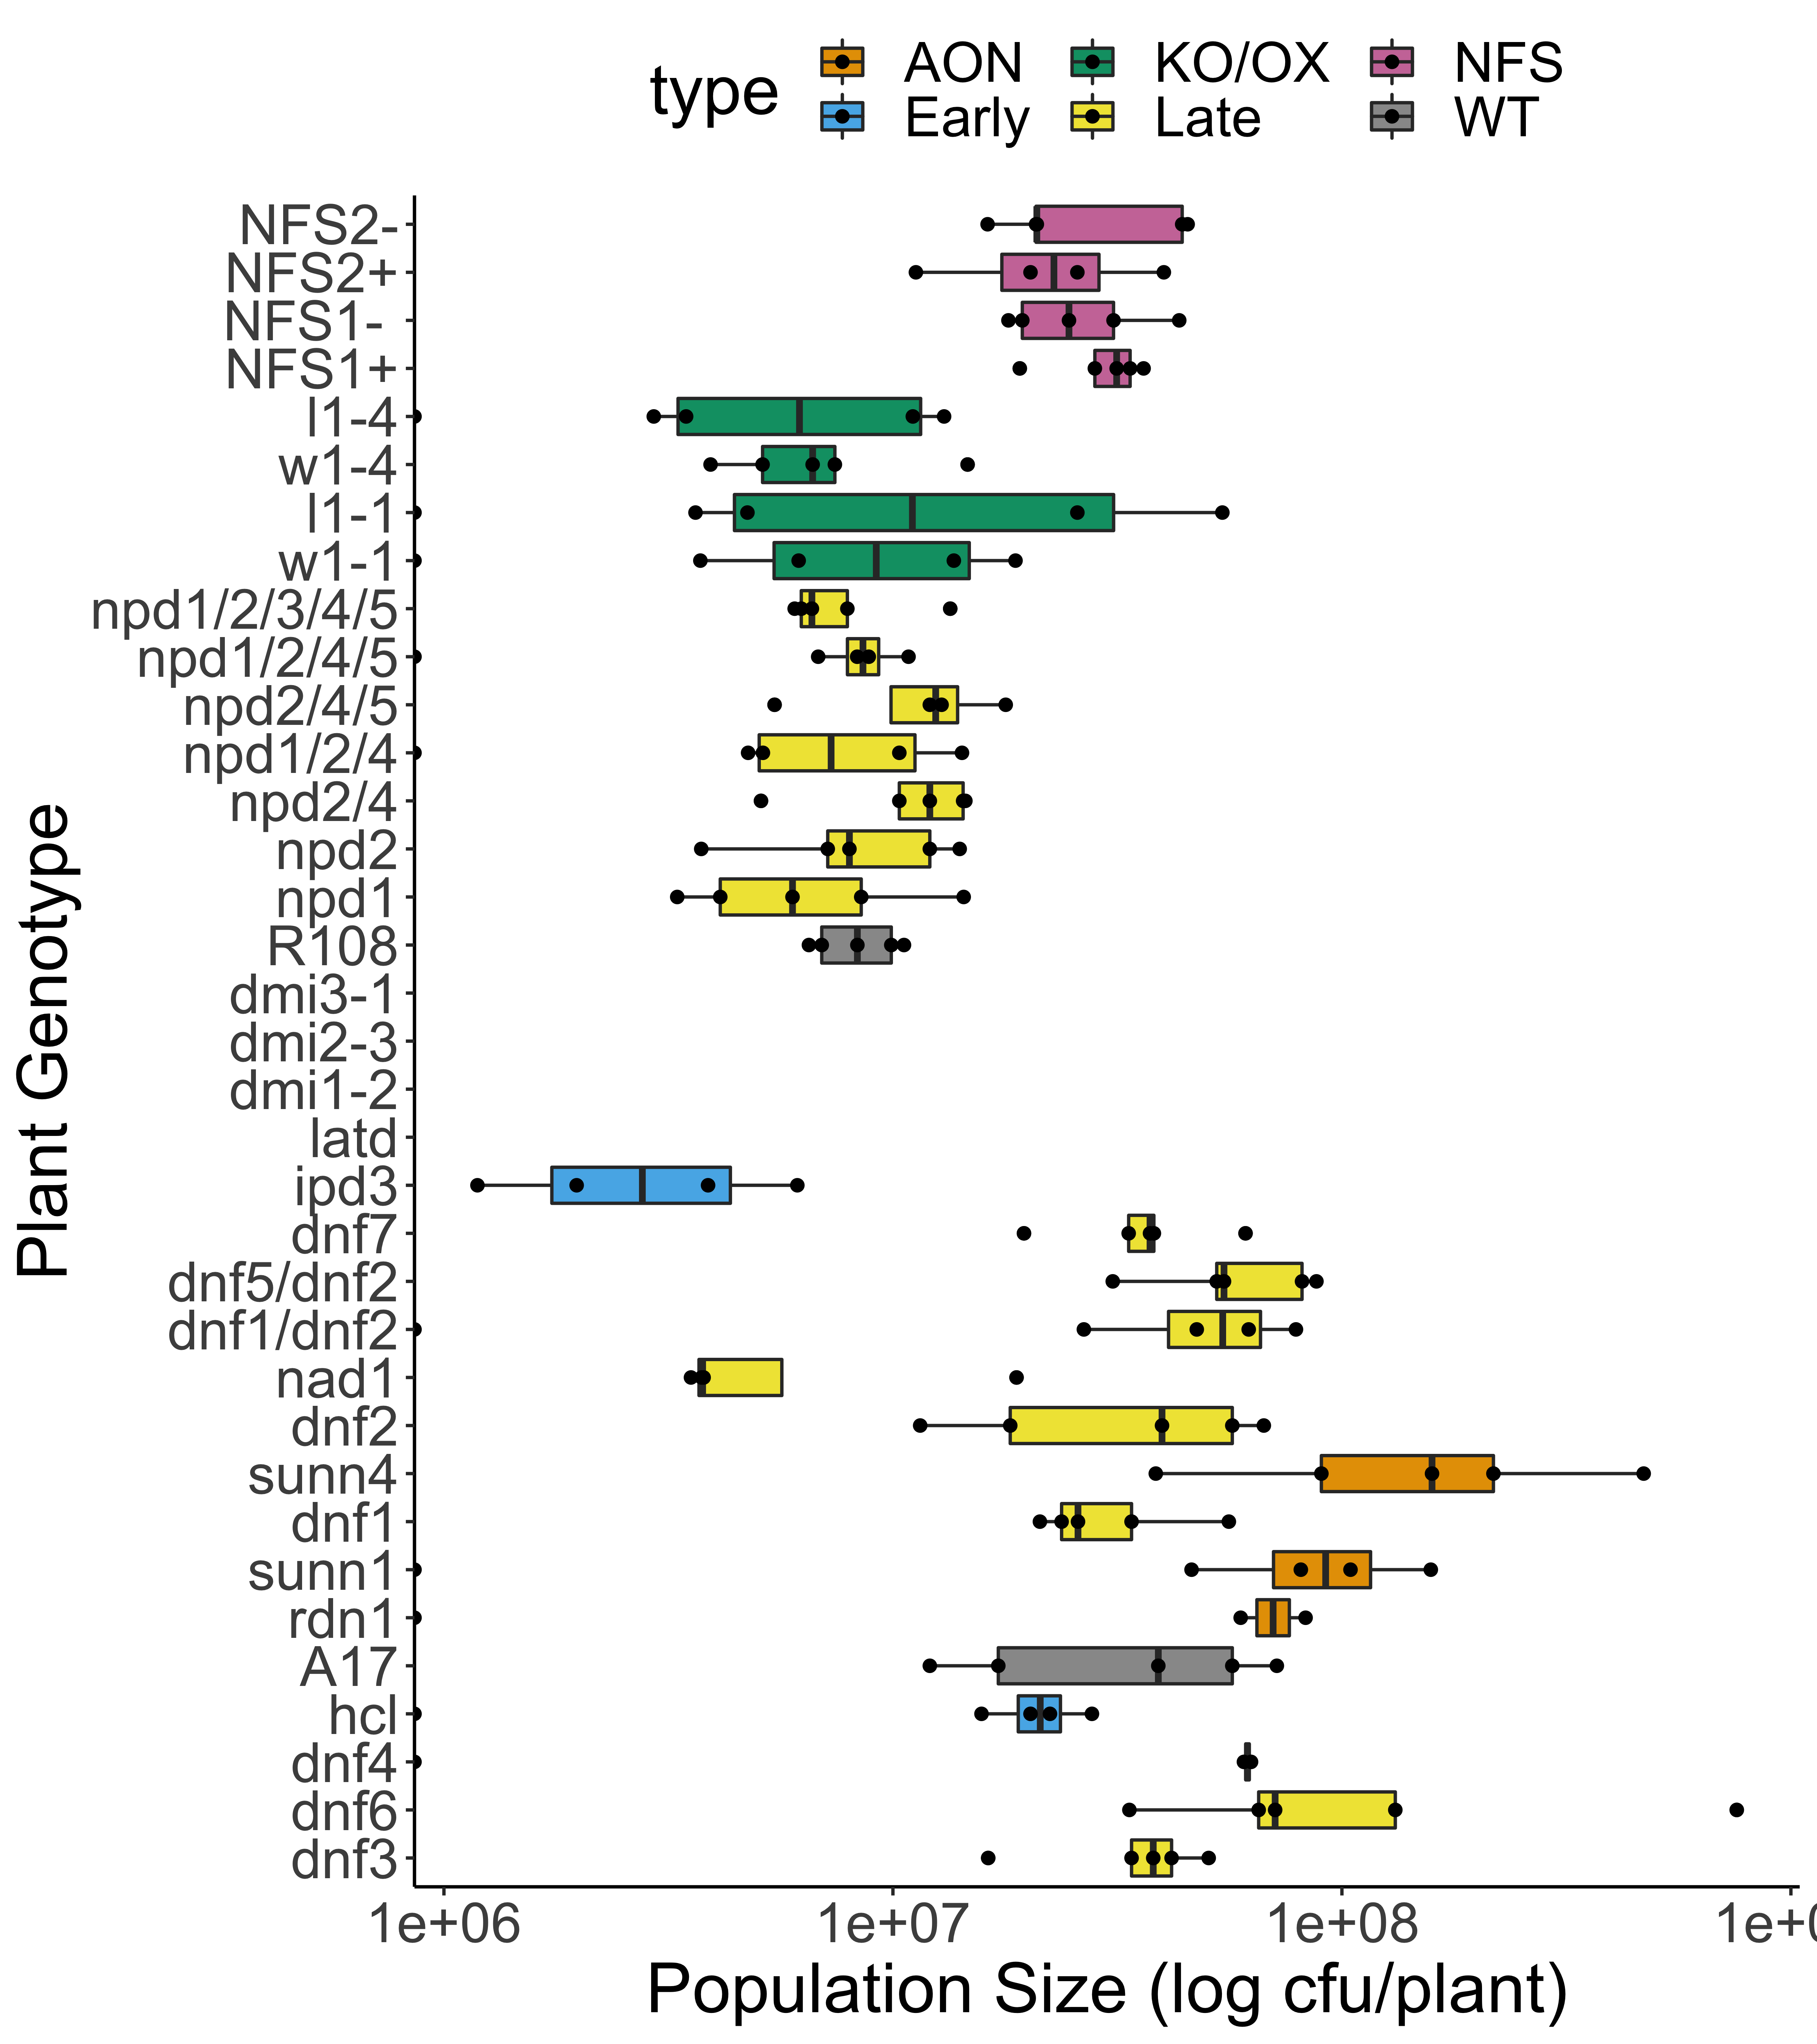 type
AON
KO/OX
NFS
Early
Late
WT
NFS2-
NFS2+
NFS1-
NFS1+
l1-4
w1-4
l1-1
w1-1
npd1/2/3/4/5
npd1/2/4/5
npd2/4/5
npd1/2/4
npd2/4
npd2
npd1
R108
dmi3-1
dmi2-3
dmi1-2
latd
ipd3
dnf7
dnf5/dnf2
dnf1/dnf2
nad1
dnf2
sunn4
dnf1
sunn1
rdn1
A17
hcl
dnf4
dnf6
dnf3
Plant Genotype
1e+06
1e+07
1e+08
Population Size (log cfu/plant)